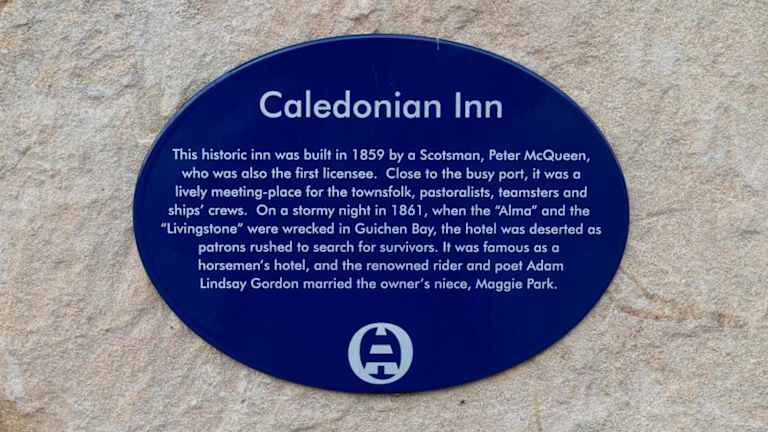 Caledonian Inn
This historic inn was built in 1859 by a Scotsman, Peter McQueen,
who was also the first licensee. Close to the busy port, it was a
lively meeting-place for the townsfolk, pastoralists, teamsters and
ships’ crews. On a stormy night in 1861, when the “Alma” and the
“Livingstone” were wrecked in Guichen Bay, the hotel was deserted as
patrons rushed to search for survivors. It was famous as a
horsemen’s hotel, and the renowned rider and poet Adam
Lindsay Gordon married the owner’s niece, Maggie Park.